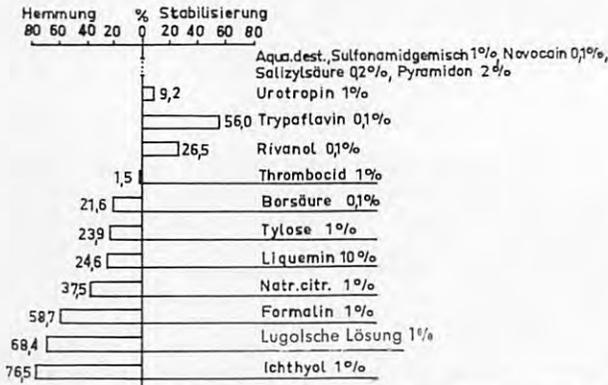 Hemmung % Stabilisierung
80 60 40 20 0 20 40 60 80
Aqua.dest., Sulfonamidgemisch 1%, Novocain 0,1%,
Salizylsäure 0,2%, Pyramidon 2%
9,2 Urotropin 1%
56,0 Trypaflavin 0,1%
26,5 Rivanol 0,1%
1,5 Thrombocid 1%
21,6 Borsäure 0,1%
23,9 Tylose 1%
24,6 Liquemin 10%
37,5 Natr.citr. 1%
58,7 Formalin 1%
68,4 Lugolsche Lösung 1%
76,5 Ichthyol 1%